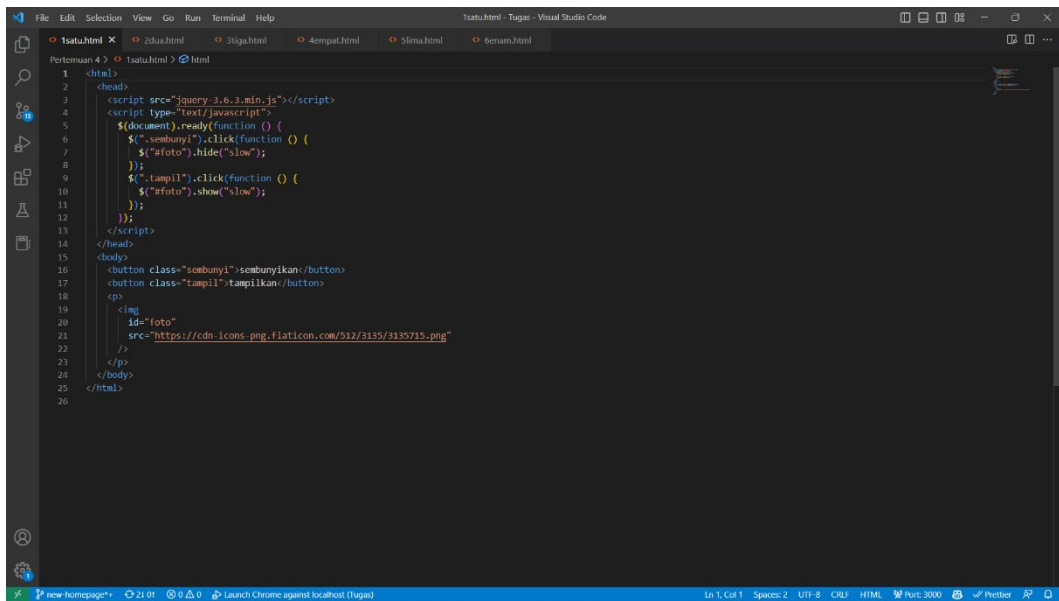 File Edit Selection View Go Run Terminal Help 1satu.html - Tugas - Visual Studio Code
1satu.html 2dua.html 3tiga.html 4empat.html 5lima.html 6enam.html
Pertemuan 4 > 1satu.html > html
1 <html>
2 <head>
3 <script src="jquery-3.6.3.min.js"></script>
4 <script type="text/javascript">
5 $(document).ready(function () {
6 $(".sembunyi").click(function () {
7 $("#foto").hide("slow");
8 });
9 $(".tampil").click(function () {
10 $("#foto").show("slow");
11 });
12 });
13 </script>
14 </head>
15 <body>
16 <button class="sembunyi">sembunyikan</button>
17 <button class="tampil">tampilkan</button>
18 <p>
19 <img
20 id="foto"
21 src="https://cdn-icons-png.flaticon.com/512/3135/3135715.png"
22 />
23 </p>
24 </body>
25 </html>
26
new-homepage*+ 2↓ 0↑ 0 0 Launch Chrome against localhost (Tugas) Ln 1, Col 1 Spaces: 2 UTF-8 CRLF HTML Port: 3000 Prettier